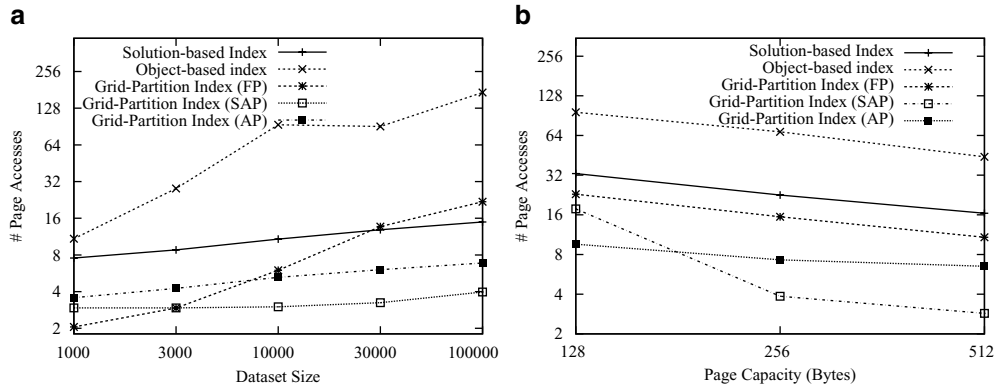 a
Solution-based Index
Object-based index
Grid-Partition Index (FP)
Grid-Partition Index (SAP)
Grid-Partition Index (AP)
256
128
64
32
16
8
4
2
# Page Accesses
1000
3000
10000
30000
100000
Dataset Size
b
Solution-based Index
Object-based index
Grid-Partition Index (FP)
Grid-Partition Index (SAP)
Grid-Partition Index (AP)
256
128
64
32
16
8
4
2
# Page Accesses
128
256
512
Page Capacity (Bytes)